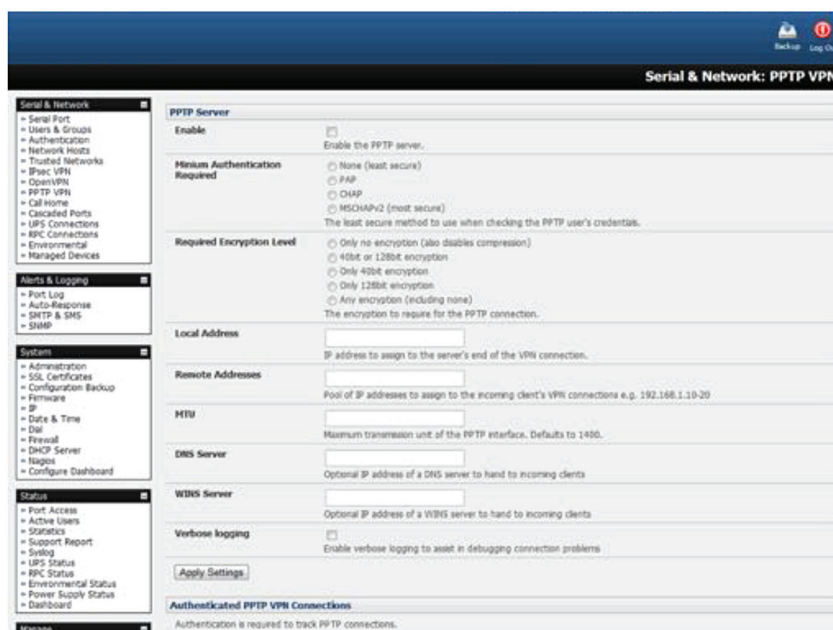 Backup
Log Ou
Serial & Network: PPTP VPN
Serial & Network
Serial Port
Users & Groups
Authentication
Network Hosts
Trusted Networks
IPsec VPN
OpenVPN
PPTP VPN
Call Home
Cascaded Ports
UPS Connections
RPC Connections
Environmental
Managed Devices
Alerts & Logging
Port Log
Auto-Response
SMTP & SMS
SNMP
System
Administration
SSL Certificates
Configuration Backup
Firmware
IP
Date & Time
Dial
Firewall
DHCP Server
Nagios
Configure Dashboard
Status
Port Access
Active Users
Statistics
Support Report
Syslog
UPS Status
RPC Status
Environmental Status
Power Supply Status
Dashboard
Manage
PPTP Server
Enable
Enable the PPTP server.
Minium Authentication
Required
None (least secure)
PAP
CHAP
MSCHAPv2 (most secure)
The least secure method to use when checking the PPTP user's credentials.
Required Encryption Level
Only no encryption (also disables compression)
40bit or 128bit encryption
Only 40bit encryption
Only 128bit encryption
Any encryption (including none)
The encryption to require for the PPTP connection.
Local Address
IP address to assign to the server's end of the VPN connection.
Remote Addresses
Pool of IP addresses to assign to the incoming client's VPN connections e.g. 192.168.1.10-20
MTU
Maximum transmission unit of the PPTP interface. Defaults to 1400.
DNS Server
Optional IP address of a DNS server to hand to incoming clients
WINS Server
Optional IP address of a WINS server to hand to incoming clients
Verbose logging
Enable verbose logging to assist in debugging connection problems
Apply Settings
Authenticated PPTP VPN Connections
Authentication is required to track PPTP connections.